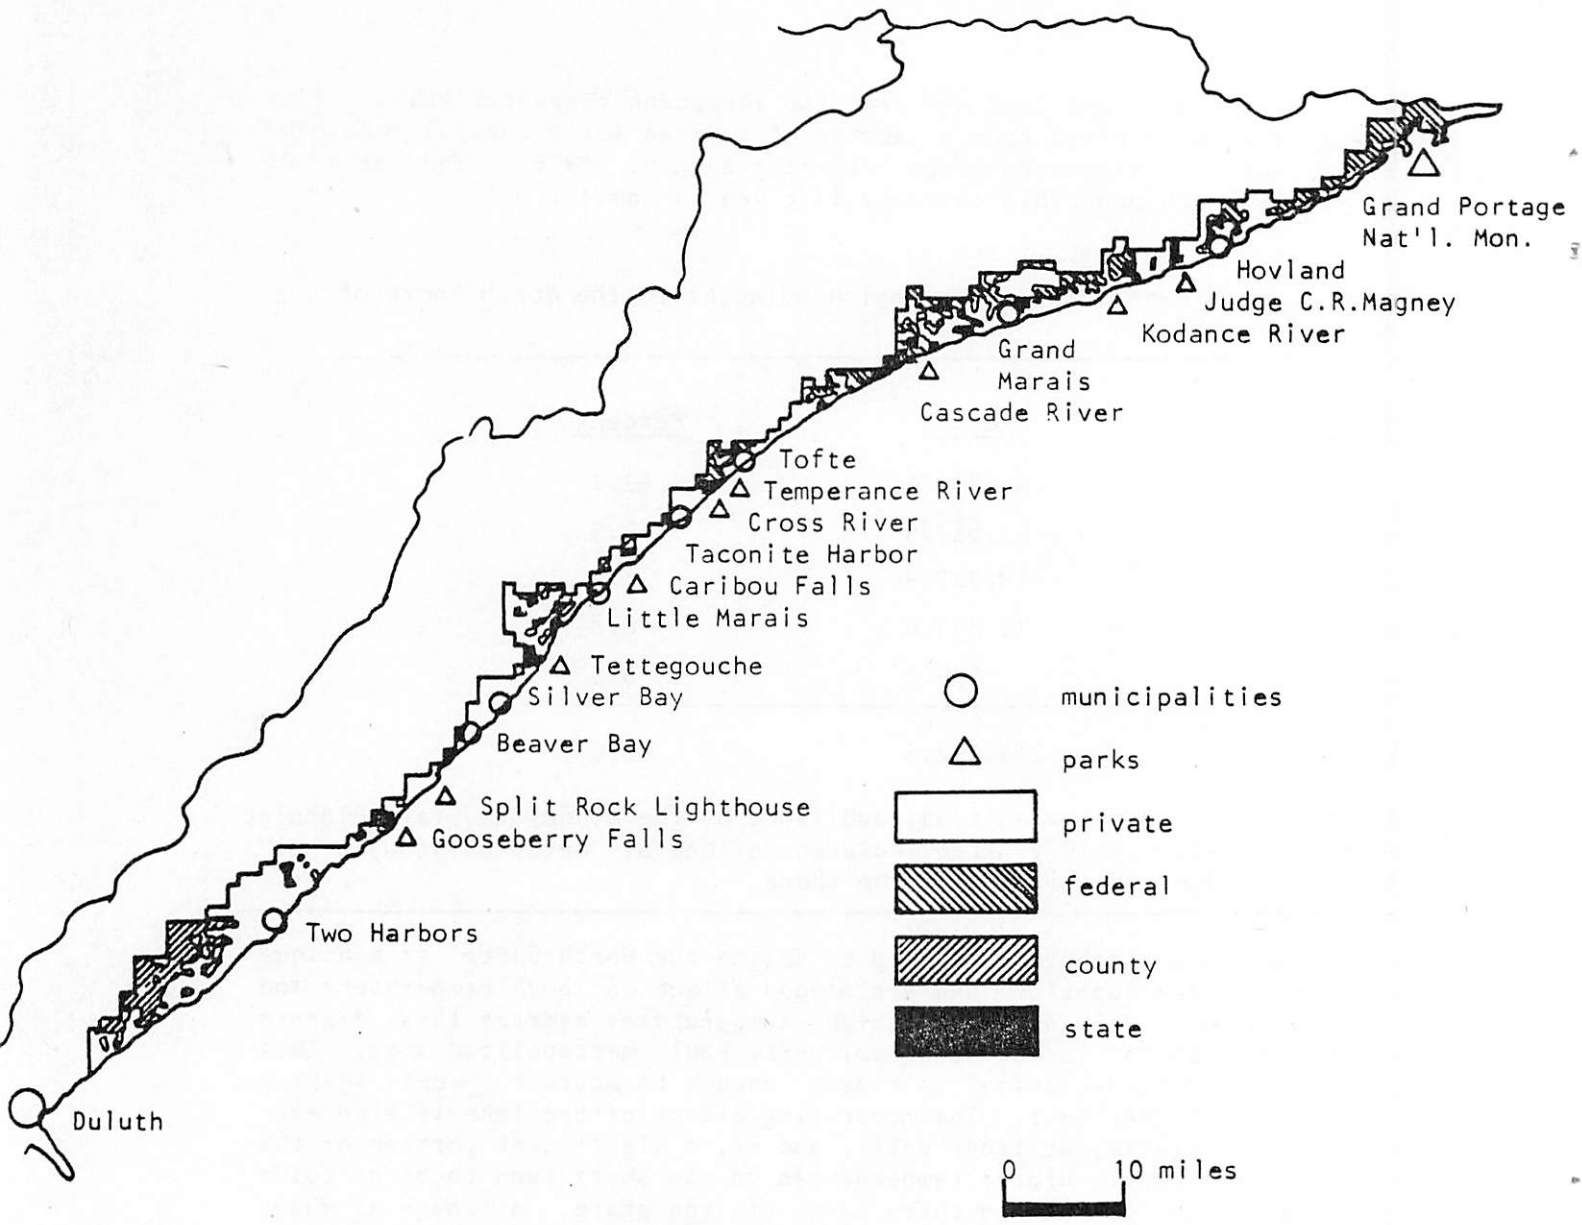 Grand Portage
Nat'l. Mon.
Hovland
Judge C.R.Magney
Kodance River
Grand
Marais
Cascade River
Tofte
Temperance River
Cross River
Taconite Harbor
Caribou Falls
Little Marais
Tettegouche
Silver Bay
Beaver Bay
Split Rock Lighthouse
Gooseberry Falls
Two Harbors
Duluth
municipalities
parks
private
federal
county
state
0 10 miles